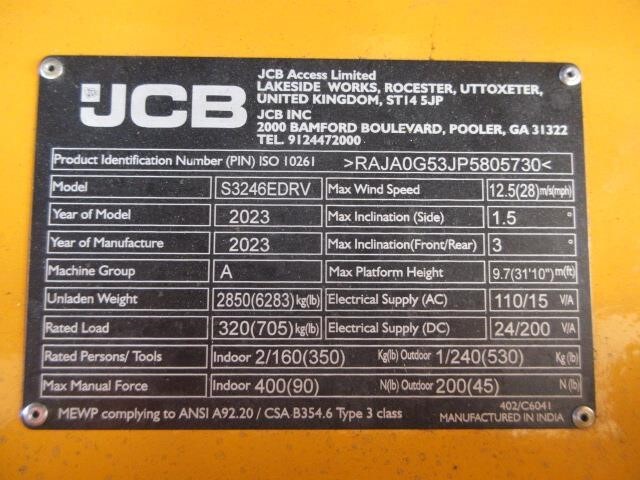 JCB
JCB Access Limited
LAKESIDE WORKS, ROCESTER, UTTOXETER,
UNITED KINGDOM, ST14 5JP
JCB INC
2000 BAMFORD BOULEVARD, POOLER, GA 31322
TEL. 9124472000
Product Identification Number (PIN) ISO 10261 >RAJA0G53JP5805730<
Model S3246EDRV Max Wind Speed 12.5(28) m/s(mph)
Year of Model 2023 Max Inclination (Side) 1.5 °
Year of Manufacture 2023 Max Inclination(Front/Rear) 3 °
Machine Group A Max Platform Height 9.7(31'10") m(ft)
Unladen Weight 2850(6283) kg(lb) Electrical Supply (AC) 110/15 V/A
Rated Load 320(705) kg(lb) Electrical Supply (DC) 24/200 V/A
Rated Persons/ Tools Indoor 2/160(350) Kg(lb) Outdoor 1/240(530) Kg (lb)
Max Manual Force Indoor 400(90) N(lb) Outdoor 200(45) N (lb)
MEWP complying to ANSI A92.20 / CSA B354.6 Type 3 class
402/C6041
MANUFACTURED IN INDIA